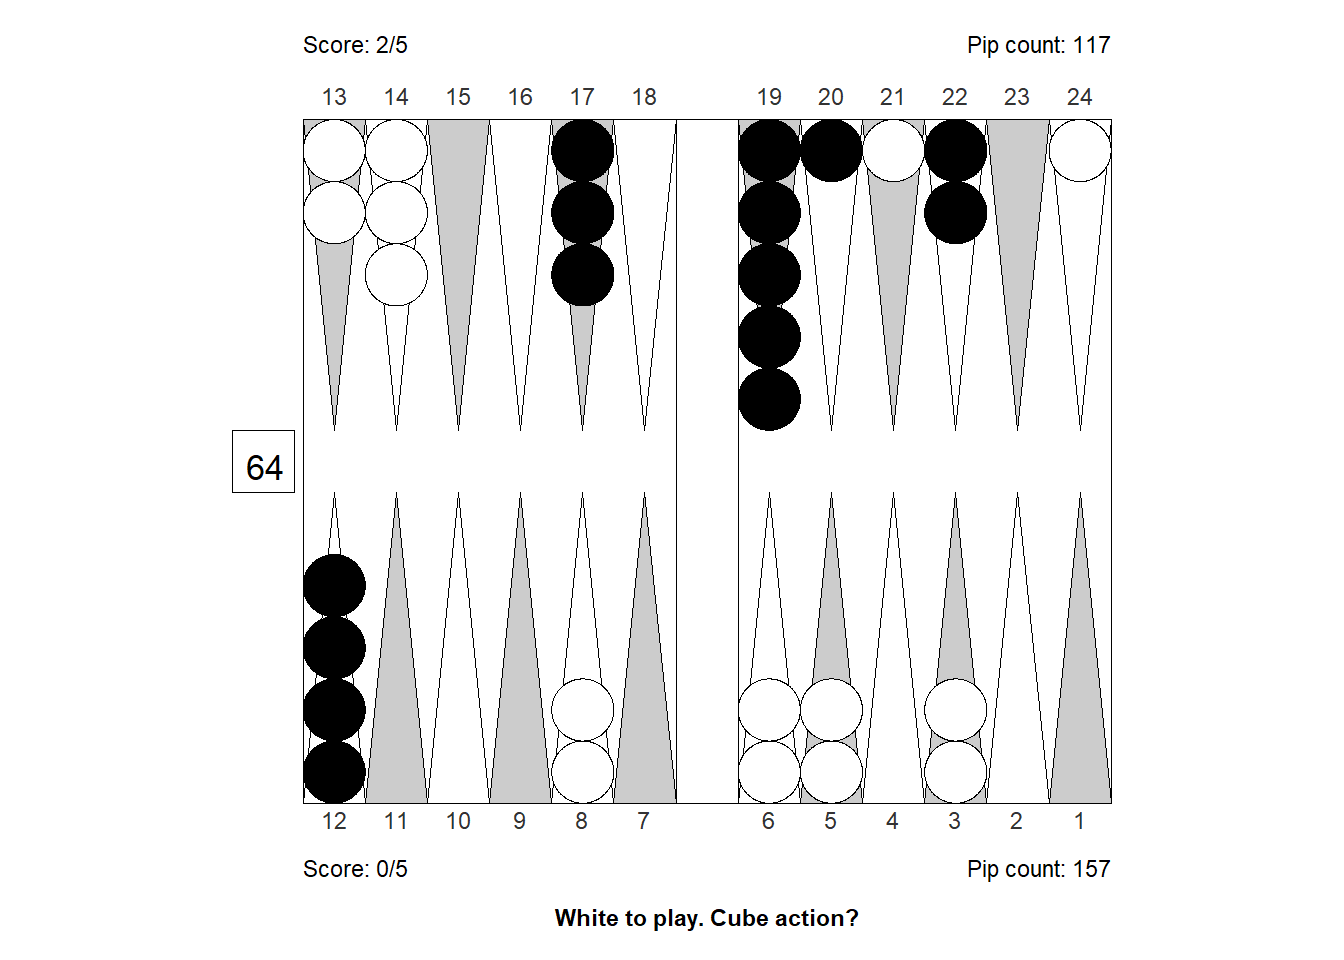 Score: 2/5 Pip count: 117
13 14 15 16 17 18 19 20 21 22 23 24
64
12 11 10 9 8 7 6 5 4 3 2 1
Score: 0/5 Pip count: 157
White to play. Cube action?